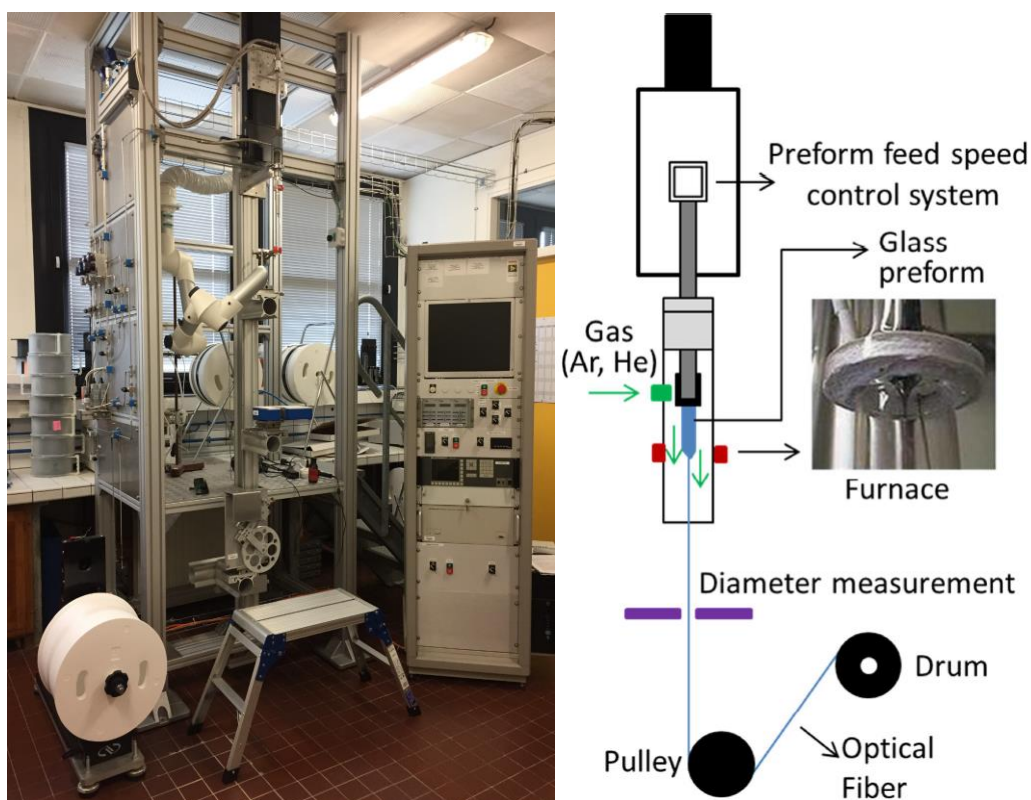 Preform feed speed
control system
Glass
preform
Gas
(Ar, He)
Furnace
Diameter measurement
Drum
Pulley
Optical
Fiber